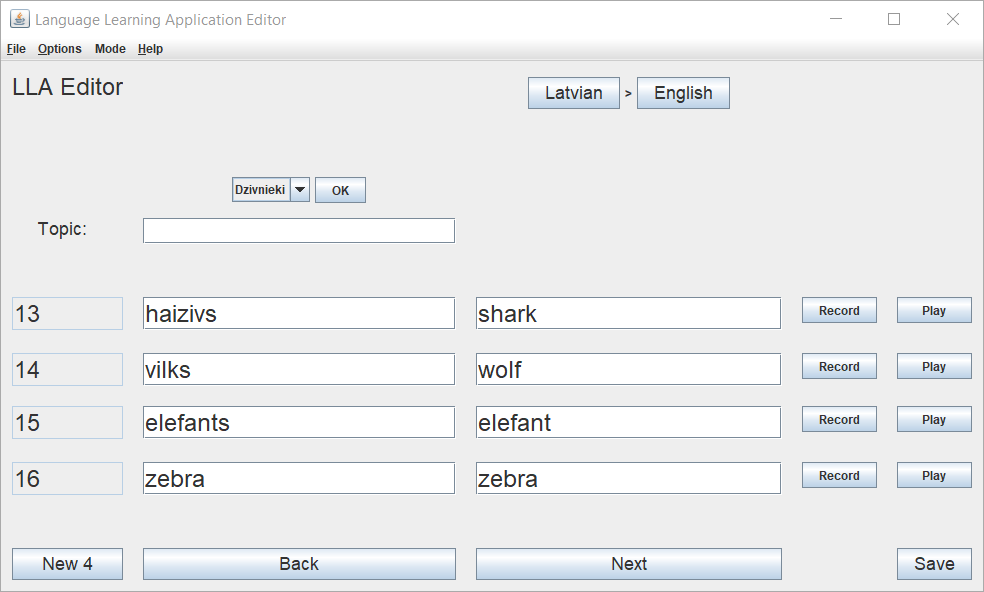 Language Learning Application Editor
File Options Mode Help
LLA Editor
Latvian > English
Dzivnieki OK
Topic:
13 haizivs shark Record Play
14 vilks wolf Record Play
15 elefants elefant Record Play
16 zebra zebra Record Play
New 4 Back Next Save